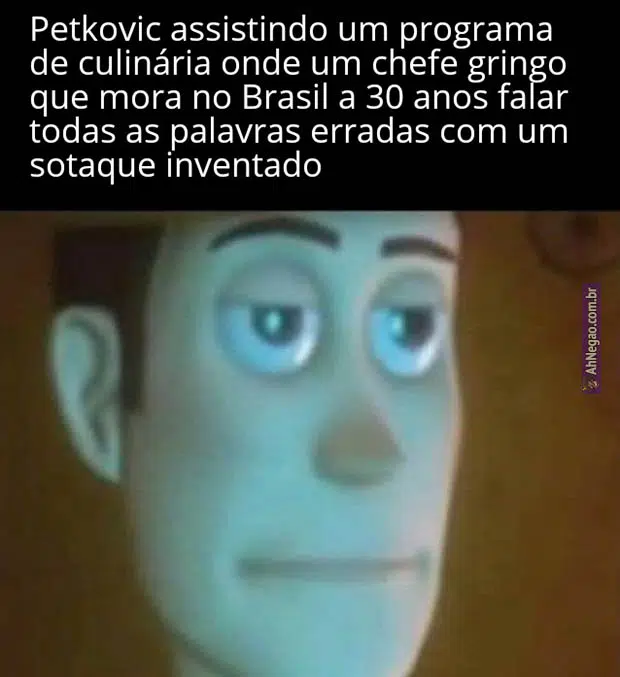 Petkovic assistindo um programa
de culinária onde um chefe gringo
que mora no Brasil a 30 anos falar
todas as palavras erradas com um
sotaque inventado
AhNegao.com.br